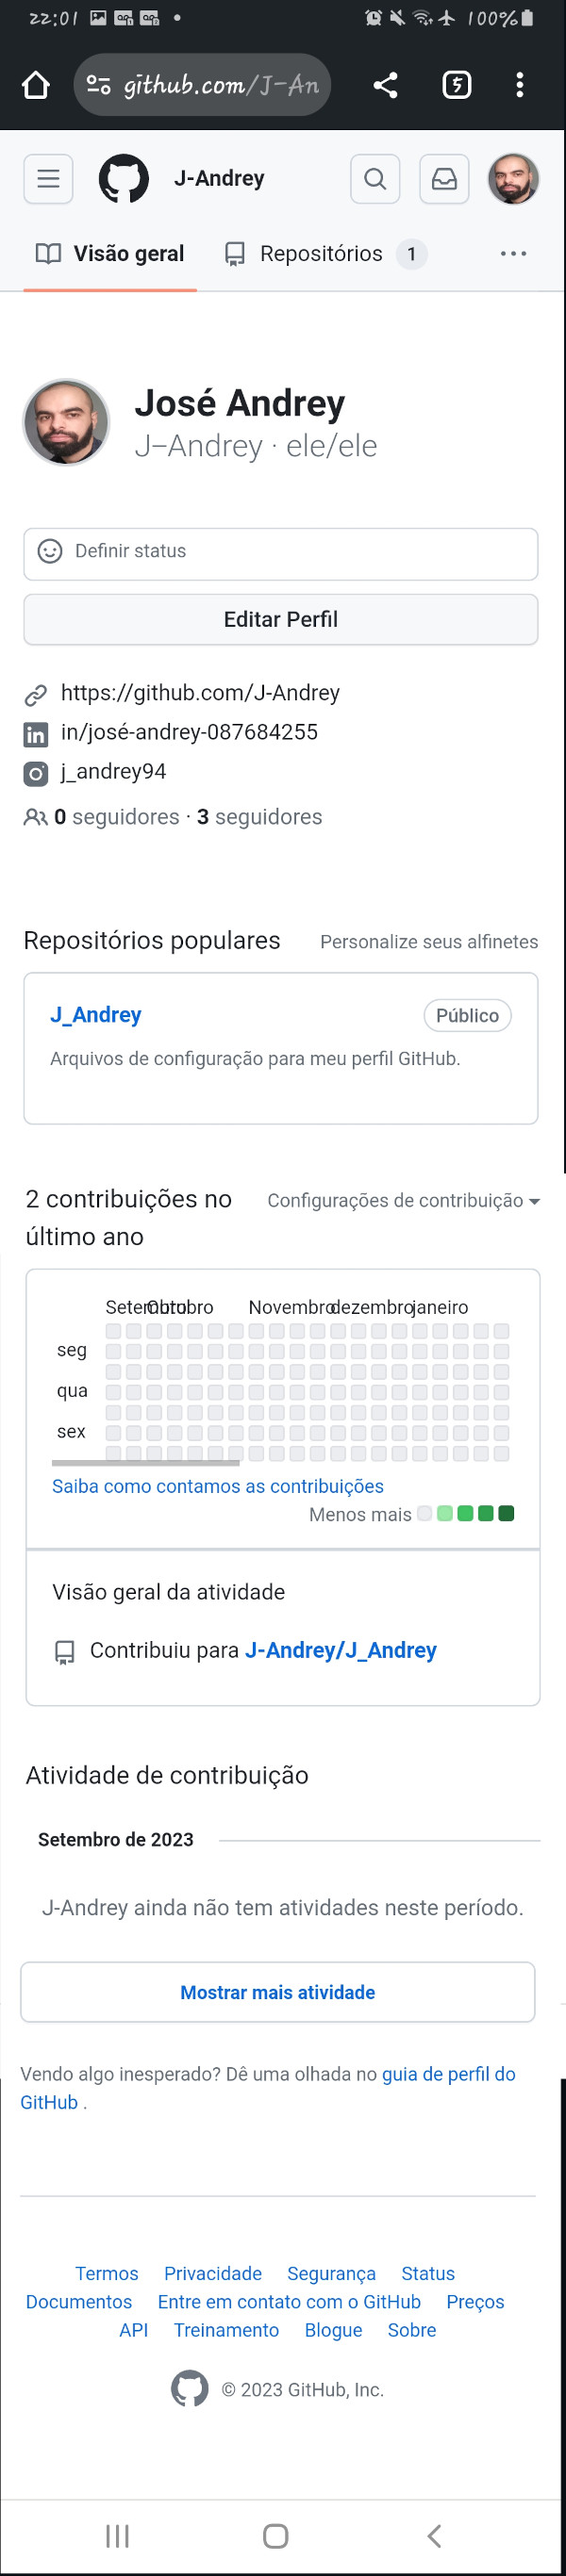 22:01
100%
github.com/J-An
5
J-Andrey
Visão geral
Repositórios 1
José Andrey
J-Andrey · ele/ele
Definir status
Editar Perfil
https://github.com/J-Andrey
in/josé-andrey-087684255
j_andrey94
0 seguidores · 3 seguidores
Repositórios populares
Personalize seus alfinetes
J_Andrey
Público
Arquivos de configuração para meu perfil GitHub.
2 contribuições no
último ano
Configurações de contribuição
Setembro Outubro Novembro dezembro janeiro
seg
qua
sex
Saiba como contamos as contribuições
Menos mais
Visão geral da atividade
Contribuiu para J-Andrey/J_Andrey
Atividade de contribuição
Setembro de 2023
J-Andrey ainda não tem atividades neste período.
Mostrar mais atividade
Vendo algo inesperado? Dê uma olhada no guia de perfil do
GitHub .
Termos Privacidade Segurança Status
Documentos Entre em contato com o GitHub Preços
API Treinamento Blogue Sobre
© 2023 GitHub, Inc.